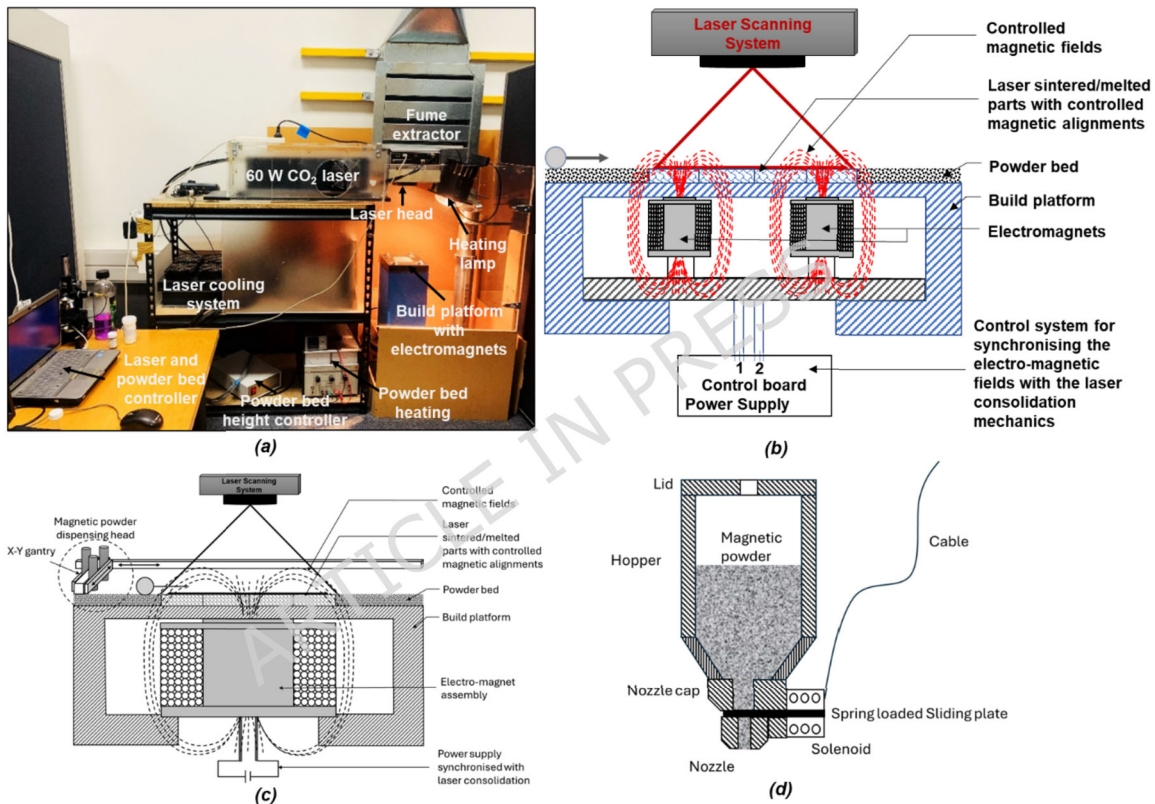 Fume
extractor
60 W CO₂ laser
Laser head
Heating
lamp
Laser cooling
system
Build platform
with
electromagnets
Laser and
powder bed
controller
Powder bed
height controller
Powder bed
heating
(a)
Laser Scanning
System
Controlled
magnetic fields
Laser sintered/melted
parts with controlled
magnetic alignments
Powder bed
Build platform
Electromagnets
Control system for
synchronising the
electro-magnetic
fields with the laser
consolidation
mechanics
1 2
Control board
Power Supply
(b)
Laser Scanning
System
Magnetic powder
dispensing head
X-Y gantry
Controlled
magnetic fields
Laser
sintered/melted
parts with controlled
magnetic alignments
Powder bed
Build platform
Electro-magnet
assembly
Power supply
synchronised with
laser consolidation
(c)
Lid
Hopper
Magnetic
powder
Cable
Nozzle cap
Spring loaded Sliding plate
Solenoid
Nozzle
(d)
ARTICLE IN PRESS